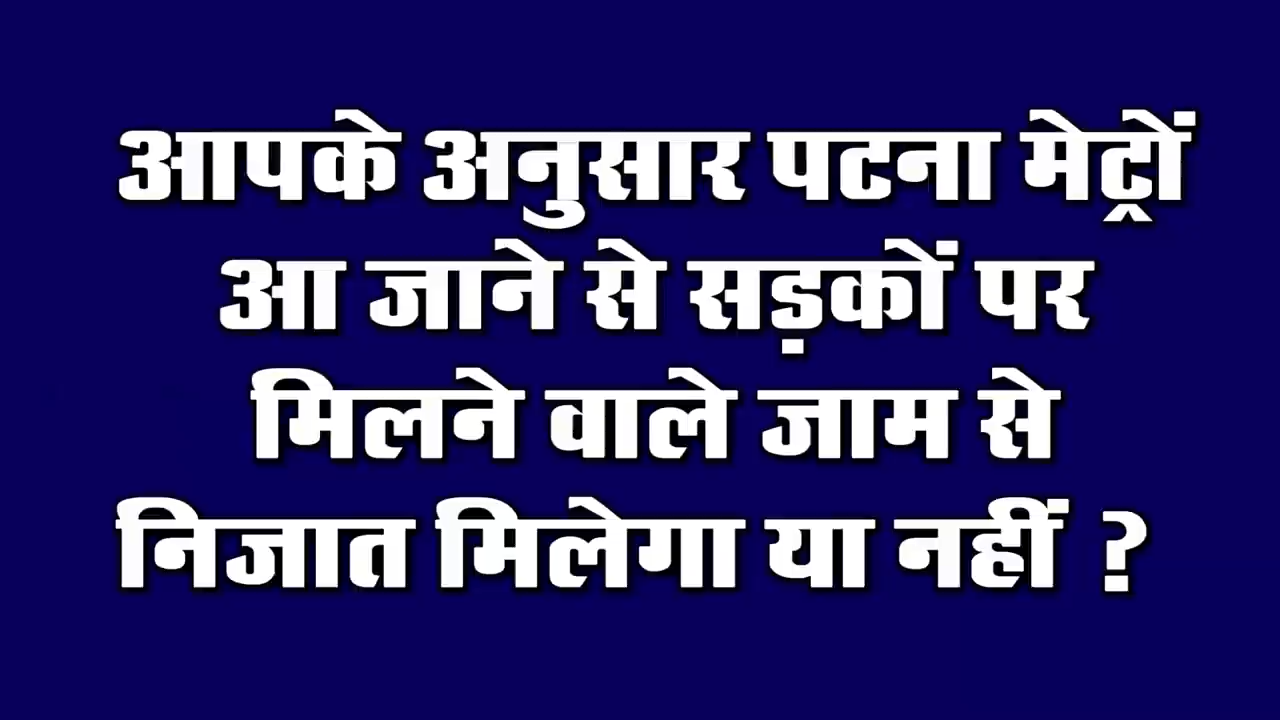 आपके अनुसार पटना मेट्रों
आ जाने से सड़कों पर
मिलने वाले जाम से
निजात मिलेगा या नहीं ?